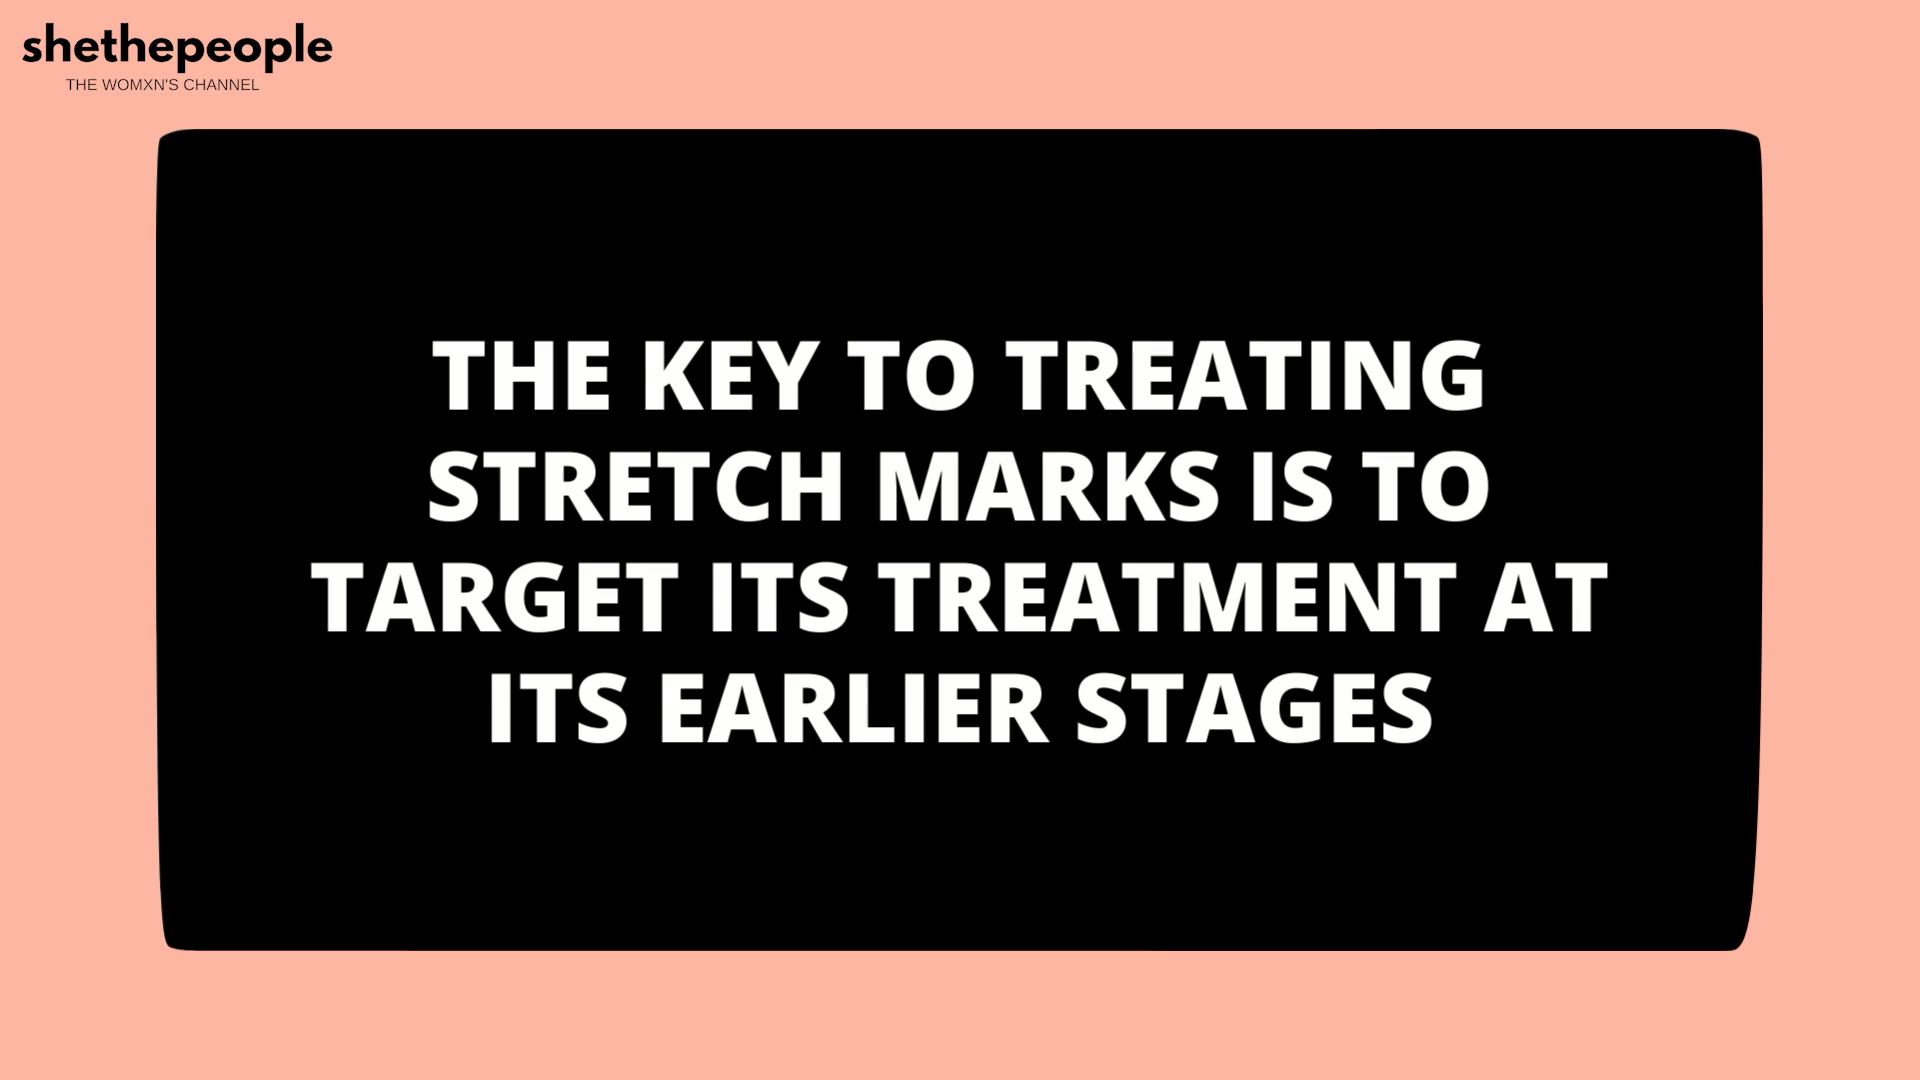 shethepeople
THE WOMXN'S CHANNEL
THE KEY TO TREATING
STRETCH MARKS IS TO
TARGET ITS TREATMENT AT
ITS EARLIER STAGES